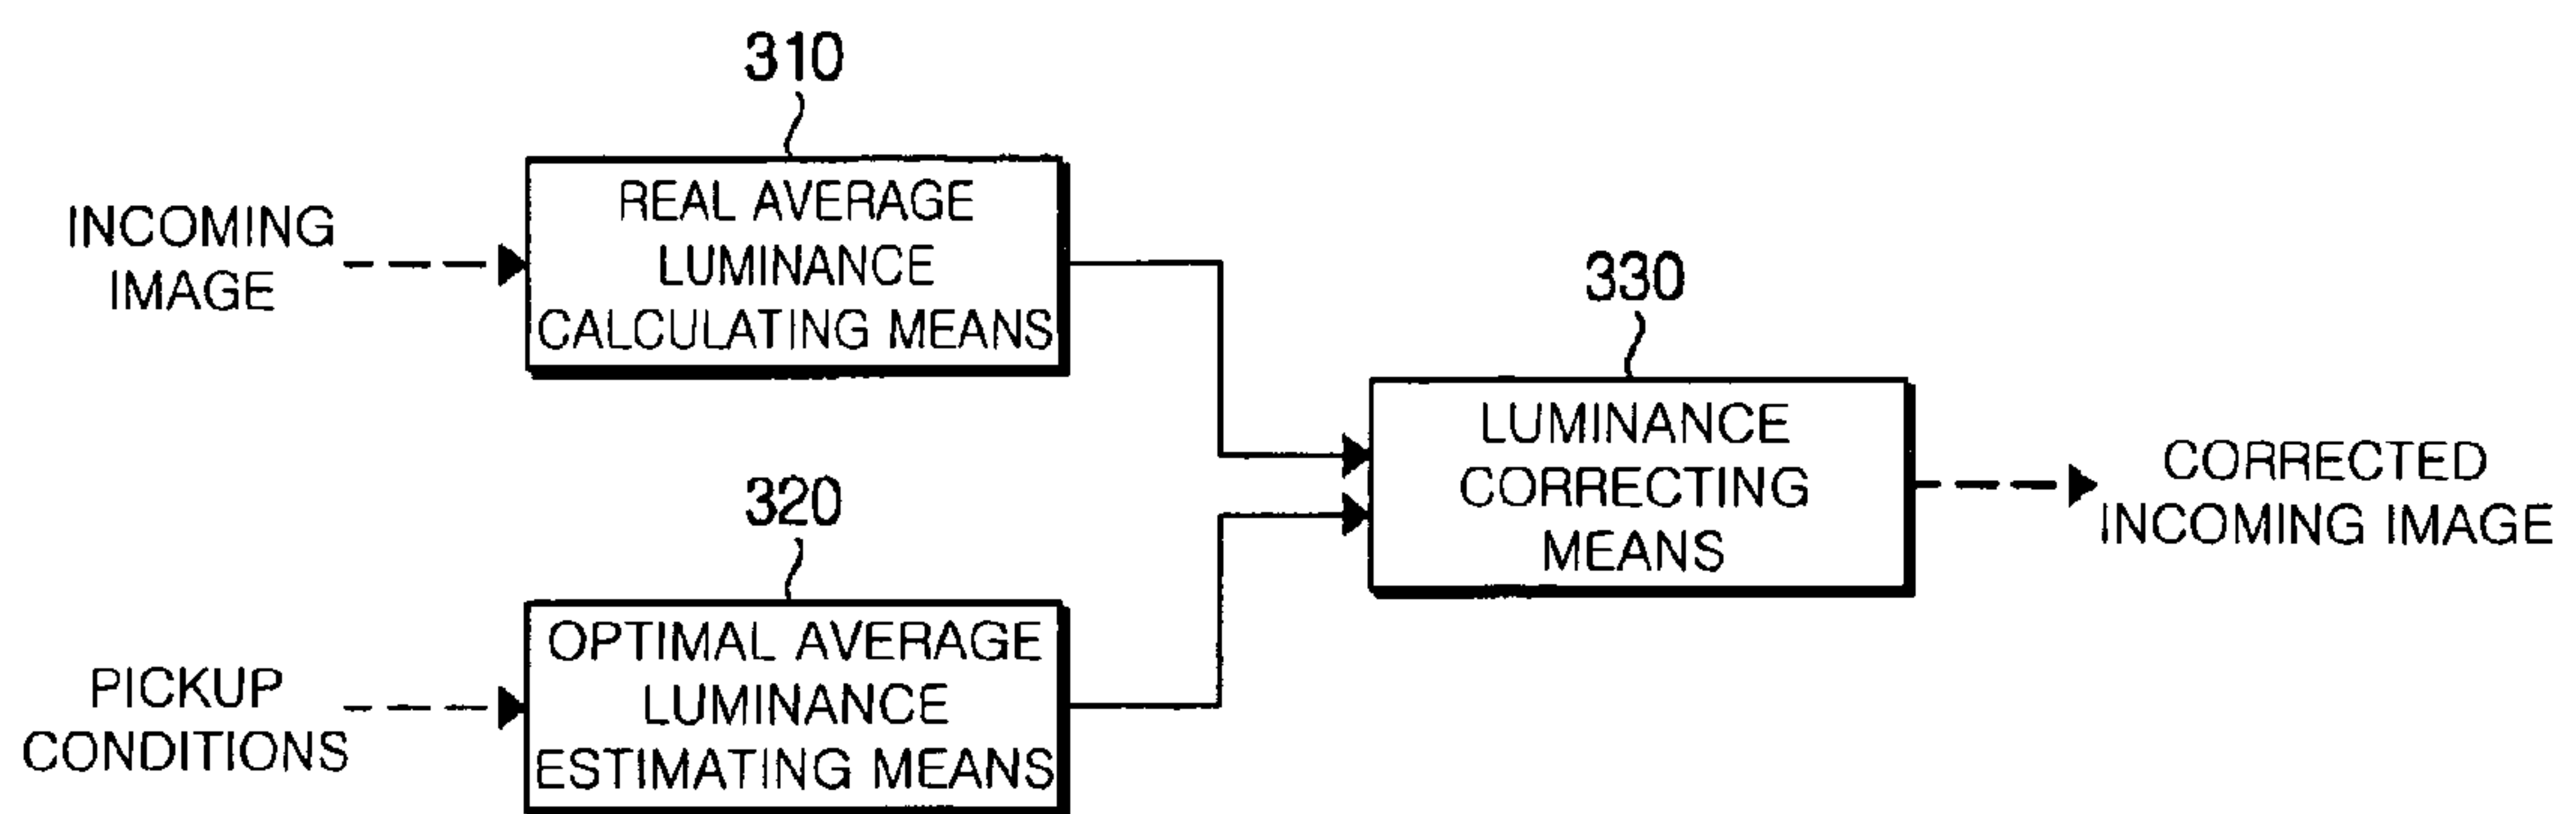 310
INCOMING
IMAGE
REAL AVERAGE
LUMINANCE
CALCULATING MEANS
330
LUMINANCE
CORRECTING
MEANS
CORRECTED
INCOMING IMAGE
320
PICKUP
CONDITIONS
OPTIMAL AVERAGE
LUMINANCE
ESTIMATING MEANS